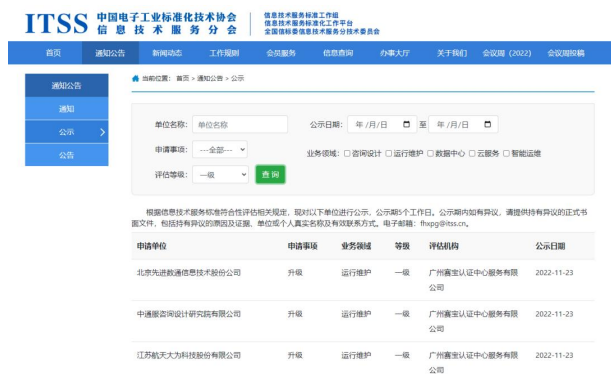 ITSS 中国电子工业标准化技术协会
信息技术服务分会
信息技术服务标准工作组
信息技术服务标准化工作平台
全国信标委信息技术服务分技术委员会
首页 通知公告 新闻动态 工作规则 会员服务 信息查询 办事大厅 关于我们 会议周 (2022) 会议周投稿
通知公告
通知
公示
公告
当前位置: 首页 > 通知公告 > 公示
单位名称: 单位名称 公示日期: 年 /月/日 至 年 /月/日
申请事项: ---全部--- 业务领域: 咨询设计 运行维护 数据中心 云服务 智能运维
评估等级: 一级 查询
根据信息技术服务标准符合性评估相关规定，现对以下单位进行公示，公示期5个工作日。公示期内如有异议，请提供持有异议的正式书
面文件，包括持有异议的原因及证据、单位或个人真实名称及有效联系方式。电子邮箱：fhxpg@itss.cn。
申请单位 申请事项 业务领域 等级 评估机构 公示日期
北京先进数通信息技术股份公司 升级 运行维护 一级 广州赛宝认证中心服务有限 2022-11-23
公司
中通服咨询设计研究院有限公司 升级 运行维护 一级 广州赛宝认证中心服务有限 2022-11-23
公司
江苏航天大为科技股份有限公司 升级 运行维护 一级 广州赛宝认证中心服务有限 2022-11-23
公司